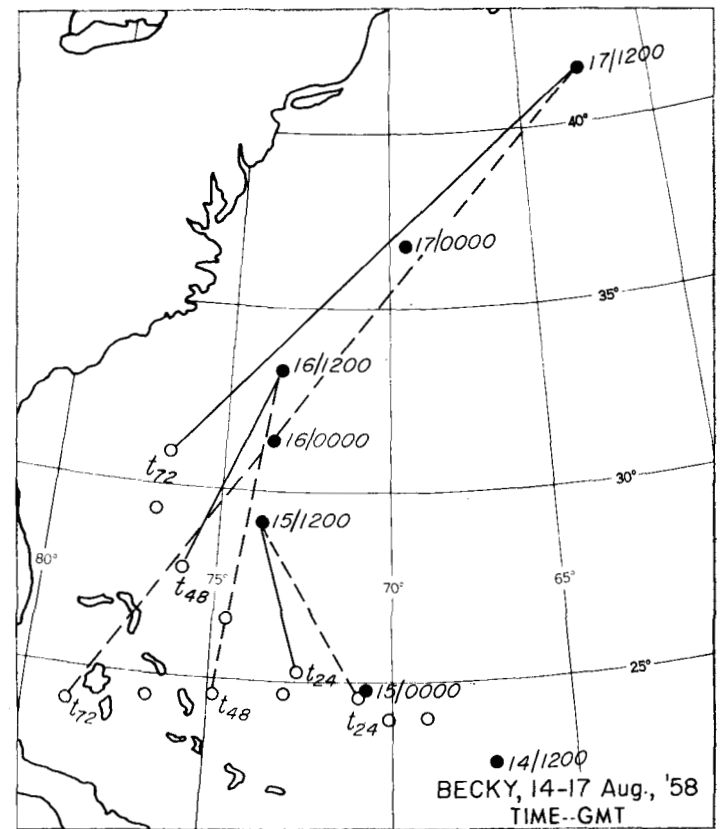 17/1200
40°
17/0000
35°
16/1200
16/0000
t72
30°
15/1200
80°
75°
70°
65°
t48
25°
t24
15/0000
t72
t48
t24
14/1200
BECKY, 14-17 Aug., '58
TIME--GMT